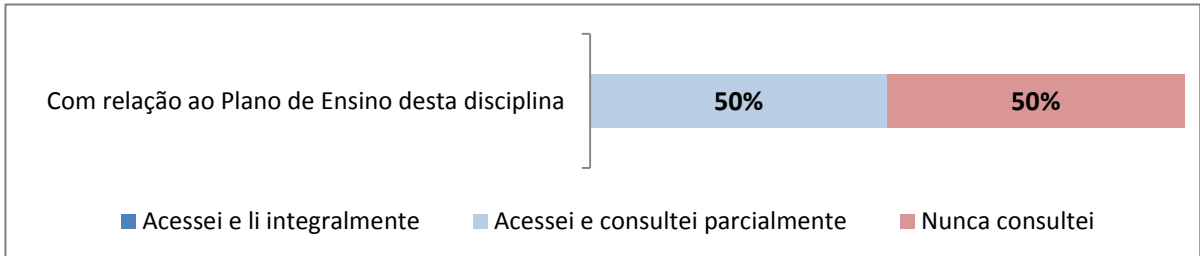 Com relação ao Plano de Ensino desta disciplina
50% 50%
Acessei e li integralmente Acessei e consultei parcialmente Nunca consultei